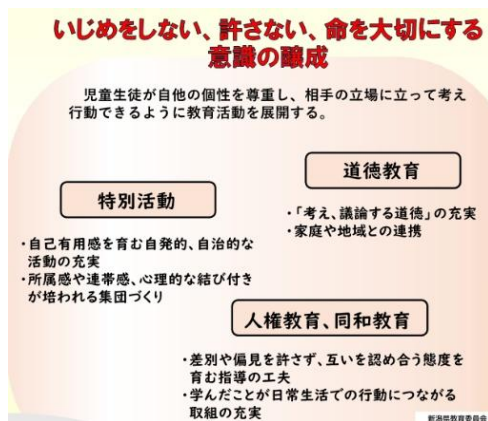 いじめをしない、許さない、命を大切にする
意識の醸成
児童生徒が自他の個性を尊重し、相手の立場に立って考え
行動できるように教育活動を展開する。
道徳教育
・「考え、議論する道徳」の充実
・家庭や地域との連携
特別活動
・自己有用感を育む自発的、自治的な
活動の充実
・所属感や連帯感、心理的な結び付き
が培われる集団づくり
人権教育、同和教育
・差別や偏見を許さず、互いを認め合う態度を
育む指導の工夫
・学んだことが日常生活での行動につながる
取組の充実
新潟県教育委員会